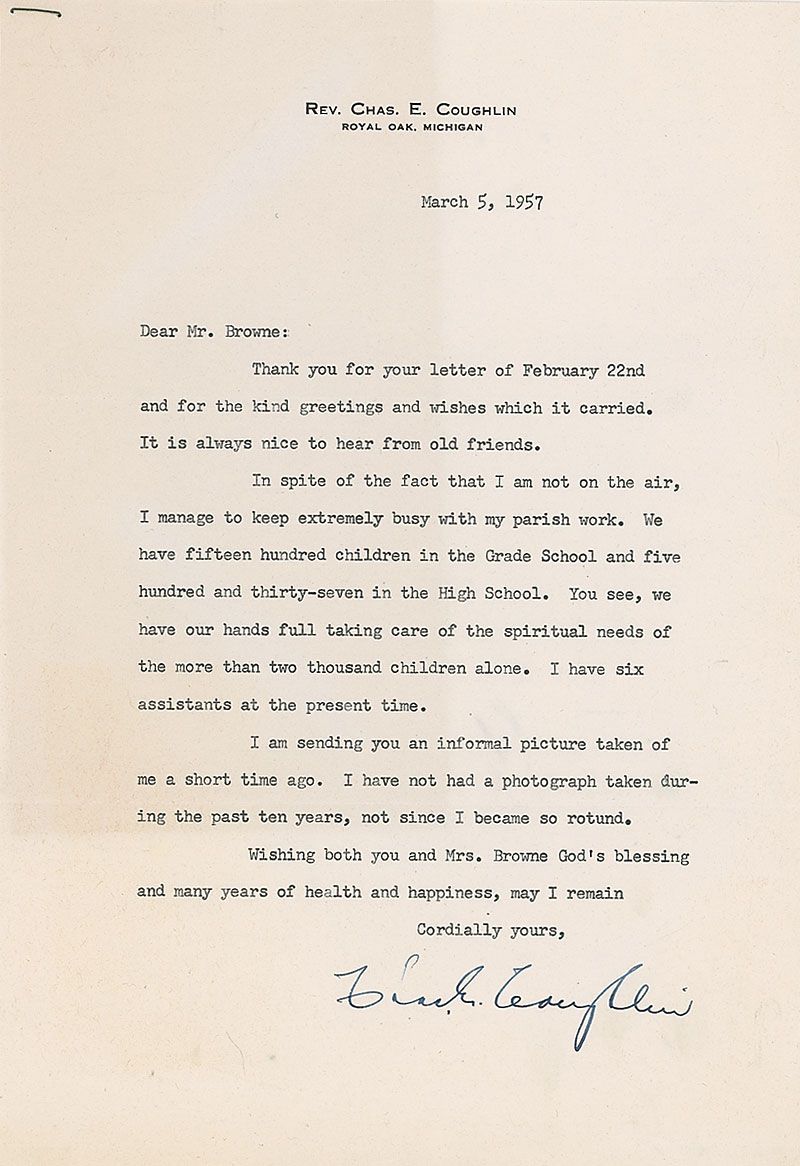 REV. CHAS. E. COUGHLIN
ROYAL OAK, MICHIGAN
March 5, 1957
Dear Mr. Browne:
Thank you for your letter of February 22nd
and for the kind greetings and wishes which it carried.
It is always nice to hear from old friends.
In spite of the fact that I am not on the air,
I manage to keep extremely busy with my parish work. We
have fifteen hundred children in the Grade School and five
hundred and thirty-seven in the High School. You see, we
have our hands full taking care of the spiritual needs of
the more than two thousand children alone. I have six
assistants at the present time.
I am sending you an informal picture taken of
me a short time ago. I have not had a photograph taken dur-
ing the past ten years, not since I became so rotund.
Wishing both you and Mrs. Browne God's blessing
and many years of health and happiness, may I remain
Cordially yours,
Chas. E. Coughlin